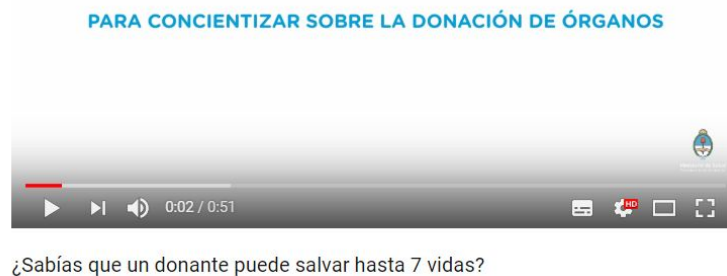 PARA CONCIENTIZAR SOBRE LA DONACIÓN DE ÓRGANOS
0:02 / 0:51
HD
¿Sabías que un donante puede salvar hasta 7 vidas?